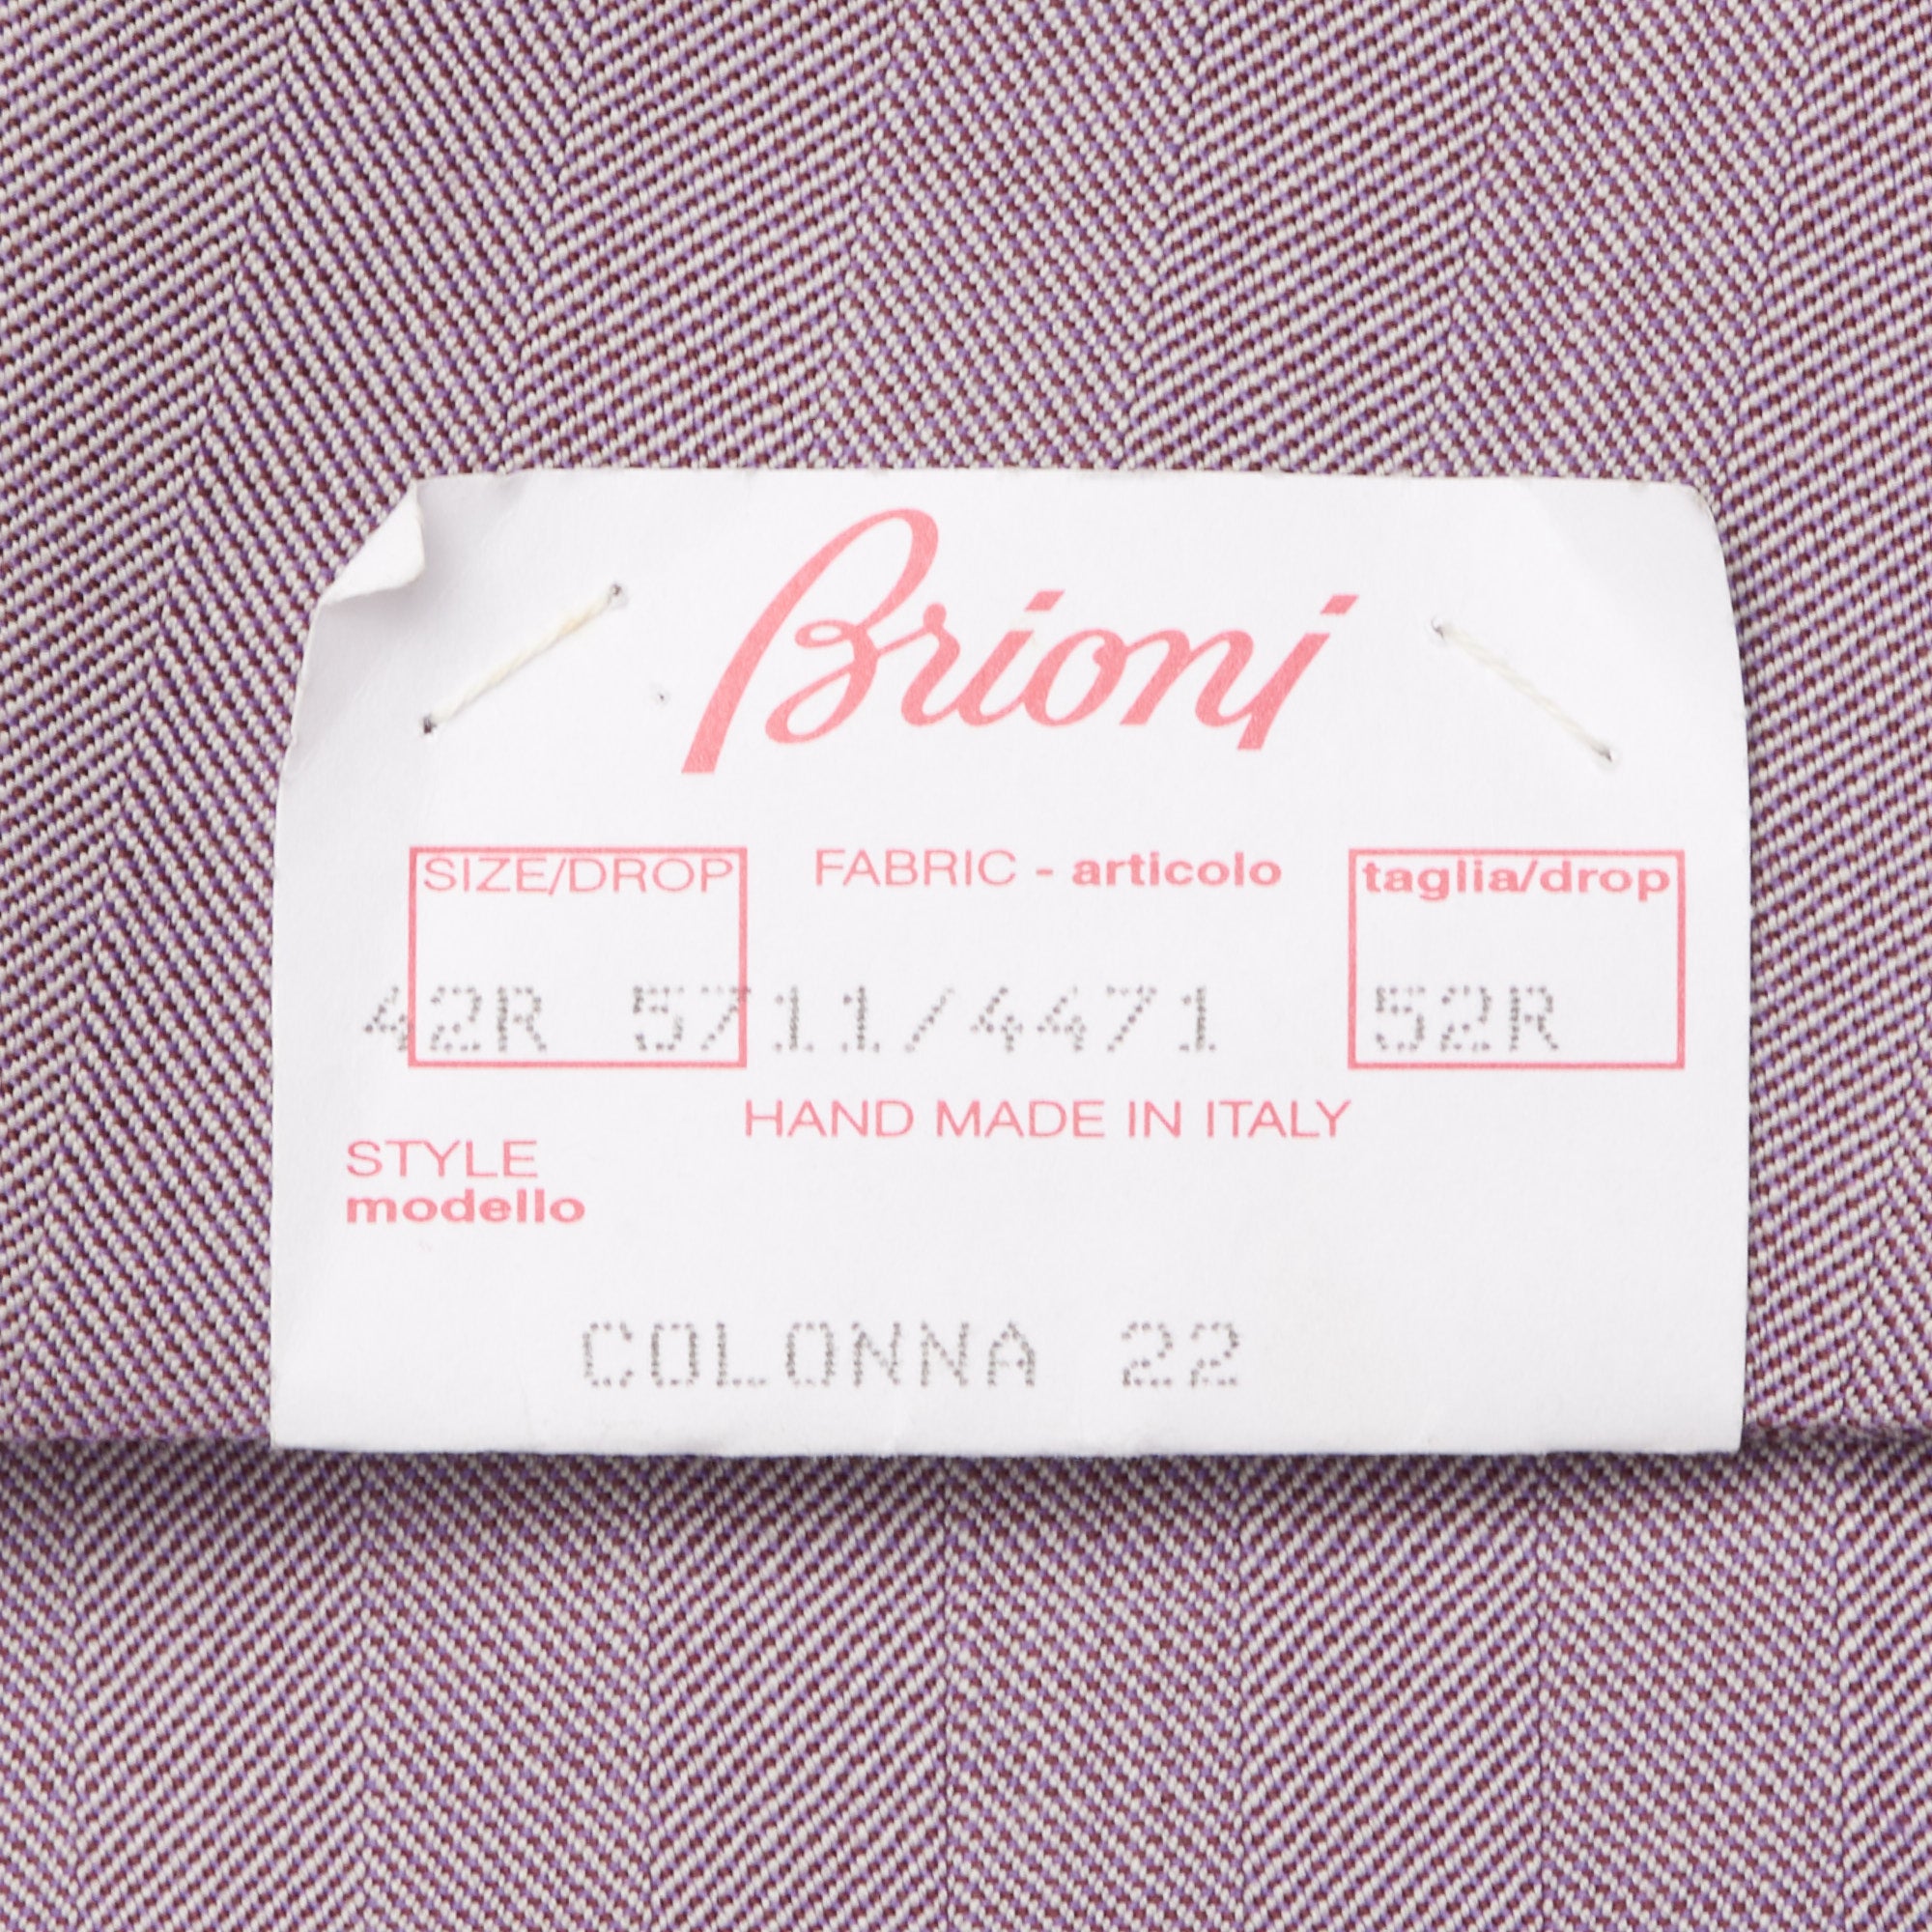 Brioni
SIZE/DROP FABRIC - articolo taglia/drop
42R 5711/4471 52R
HAND MADE IN ITALY
STYLE
modello
COLONNA 22